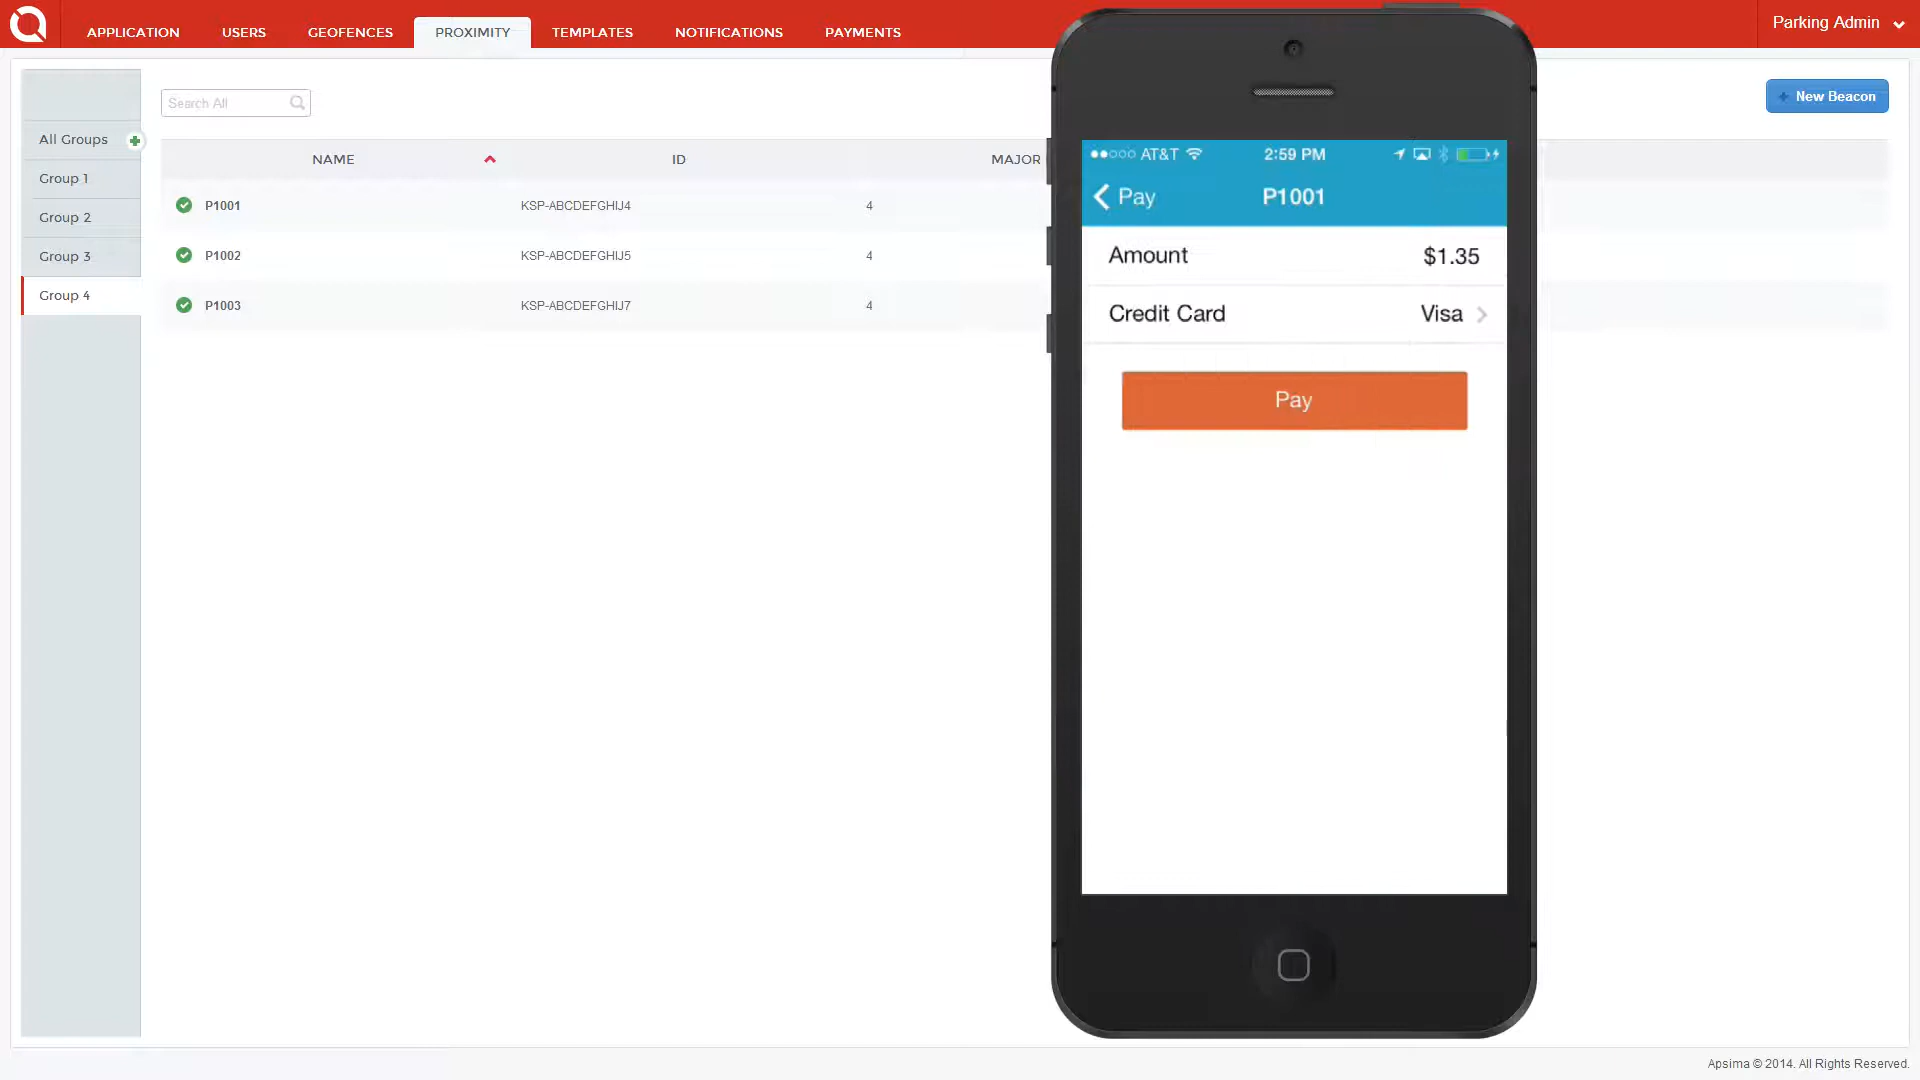 APPLICATION USERS GEOFENCES PROXIMITY TEMPLATES NOTIFICATIONS PAYMENTS Parking Admin
Search All
New Beacon
All Groups
Group 1
Group 2
Group 3
Group 4
NAME ID MAJOR
P1001 KSP-ABCDEFGHIJ4 4
P1002 KSP-ABCDEFGHIJ5 4
P1003 KSP-ABCDEFGHIJ7 4
AT&T 2:59 PM
Pay P1001
Amount $1.35
Credit Card Visa
Pay
Apsima © 2014. All Rights Reserved.